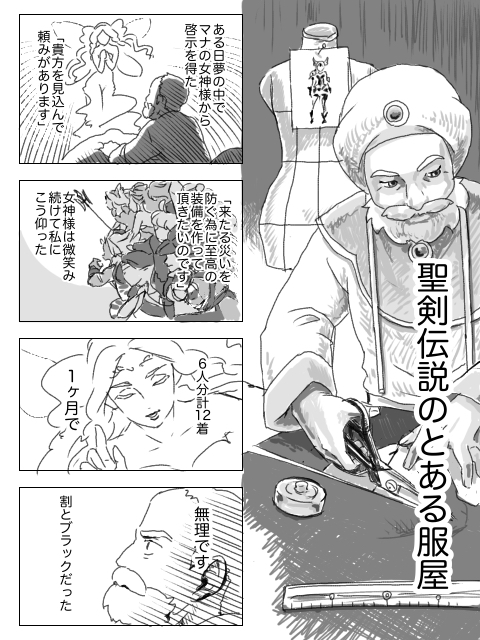 聖剣伝説のとある服屋
ある日夢の中で
マナの女神様から
啓示を得た
「貴方を見込んで
頼みがあります」
「来たる災いを
防ぐ為に至高の
装備を作って
頂きたいのです」
女神様は微笑み
続けて私に
こう仰った
6人分計12着
1ヶ月で
無理です
割とブラックだった